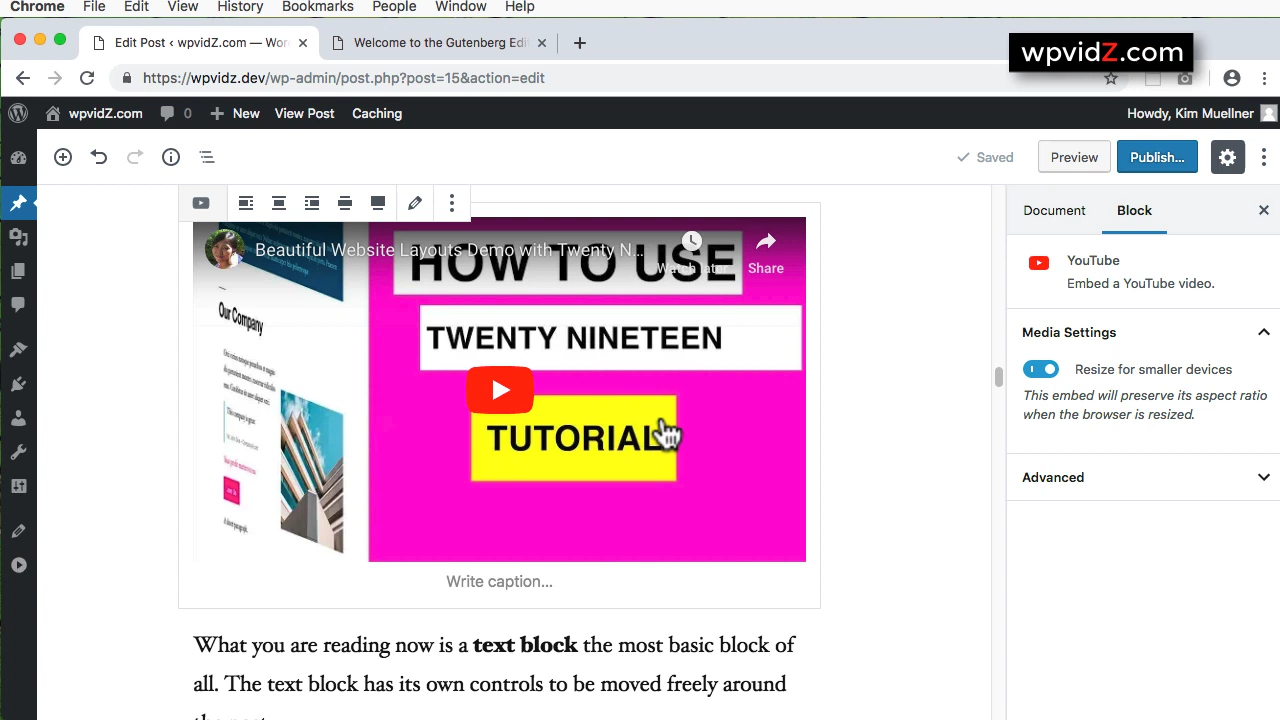 Chrome File Edit View History Bookmarks People Window Help
Edit Post ‹ wpvidZ.com — Wor
Welcome to the Gutenberg Edi
wpvidZ.com
https://wpvidz.dev/wp-admin/post.php?post=15&action=edit
wpvidZ.com 0 New View Post Caching Howdy, Kim Muellner
Saved Preview Publish...
Document Block
Beautiful Website Layouts Demo with Twenty N...
Watch later Share
HOW TO USE
TWENTY NINETEEN
TUTORIAL
Our Company
YouTube
Embed a YouTube video.
Media Settings
Resize for smaller devices
This embed will preserve its aspect ratio
when the browser is resized.
Advanced
Write caption...
What you are reading now is a text block the most basic block of
all. The text block has its own controls to be moved freely around